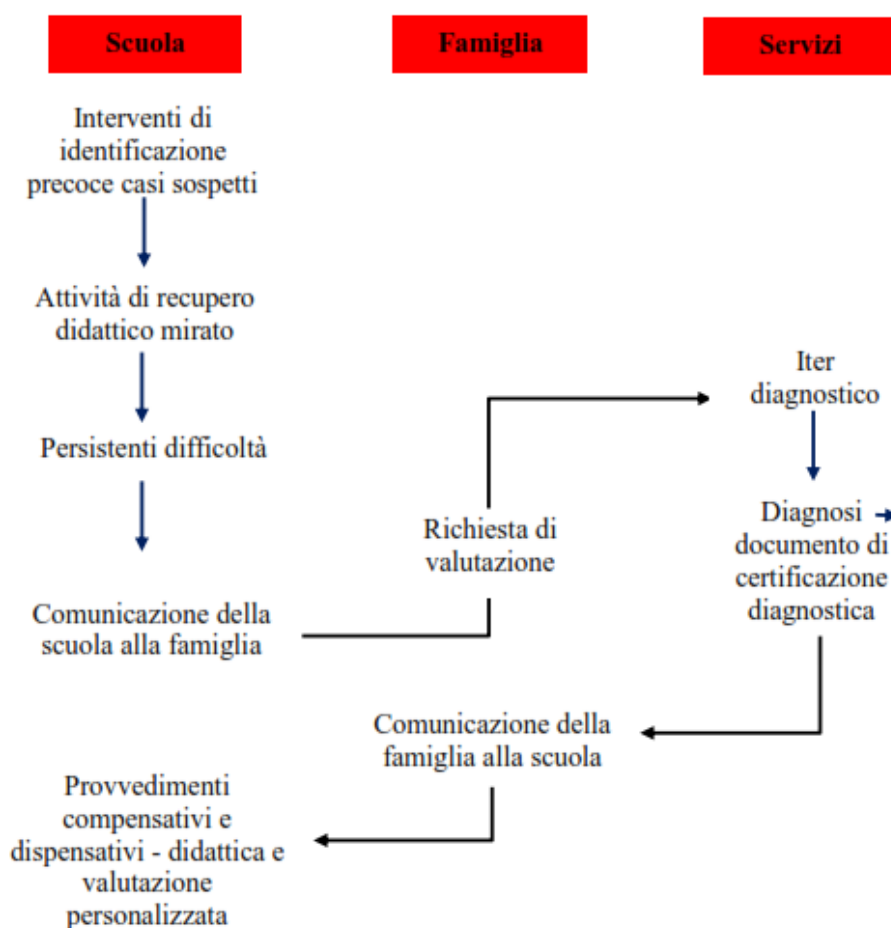 Scuola
Famiglia
Servizi
Interventi di
identificazione
precoce casi sospetti
Attività di recupero
didattico mirato
Persistenti difficoltà
Comunicazione della
scuola alla famiglia
Richiesta di
valutazione
Iter
diagnostico
Diagnosi
documento di
certificazione
diagnostica
Comunicazione della
famiglia alla scuola
Provvedimenti
compensativi e
dispensativi - didattica e
valutazione
personalizzata